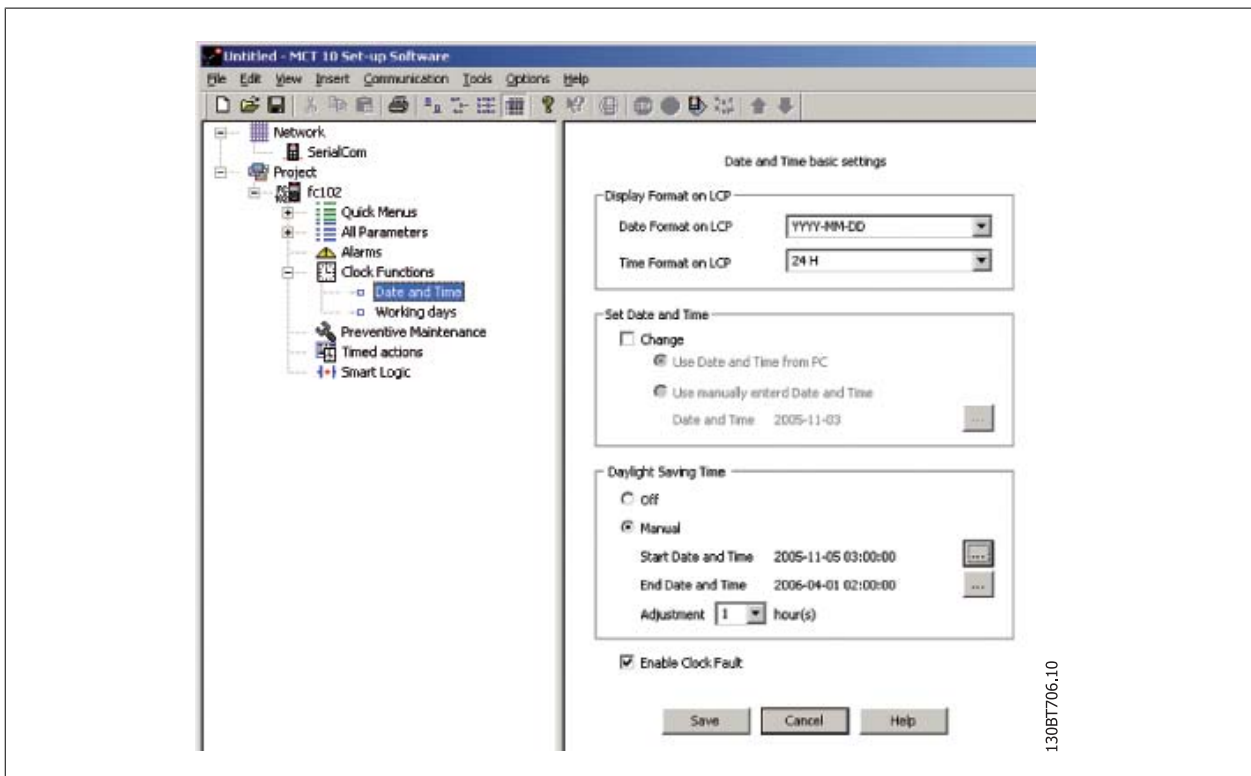 Untitled - MCT 10 Set-up Software
File Edit View Insert Communication Tools Options Help
Network
SerialCom
Project
fc102
Quick Menus
All Parameters
Alarms
Clock Functions
Date and Time
Working days
Preventive Maintenance
Timed actions
Smart Logic
Date and Time basic settings
Display Format on LCP
Date Format on LCP YYYY-MM-DD
Time Format on LCP 24 H
Set Date and Time
Change
Use Date and Time from PC
Use manually enterd Date and Time
Date and Time 2005-11-03 ...
Daylight Saving Time
Off
Manual
Start Date and Time 2005-11-05 03:00:00 ...
End Date and Time 2006-04-01 02:00:00 ...
Adjustment 1 hour(s)
Enable Clock Fault
Save Cancel Help
130BT706.10